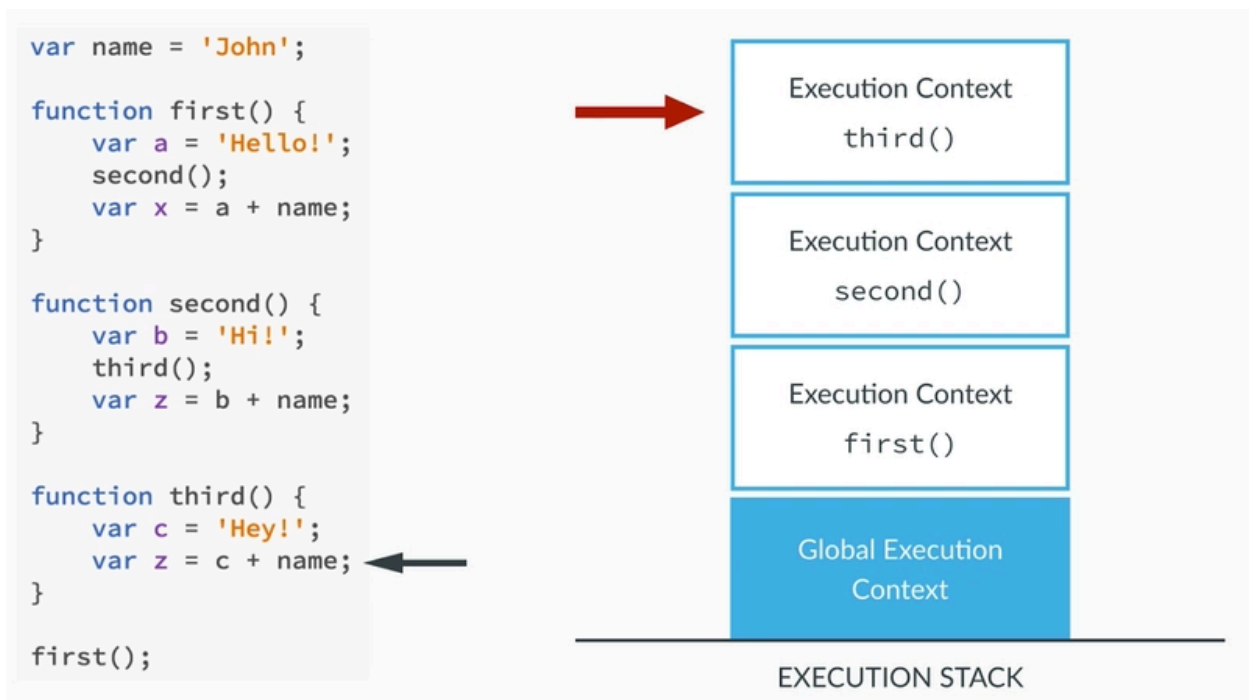 var name = 'John';
function first() {
    var a = 'Hello!';
    second();
    var x = a + name;
}
function second() {
    var b = 'Hi!';
    third();
    var z = b + name;
}
function third() {
    var c = 'Hey!';
    var z = c + name;
}
first();
Execution Context
third()
Execution Context
second()
Execution Context
first()
Global Execution
Context
EXECUTION STACK